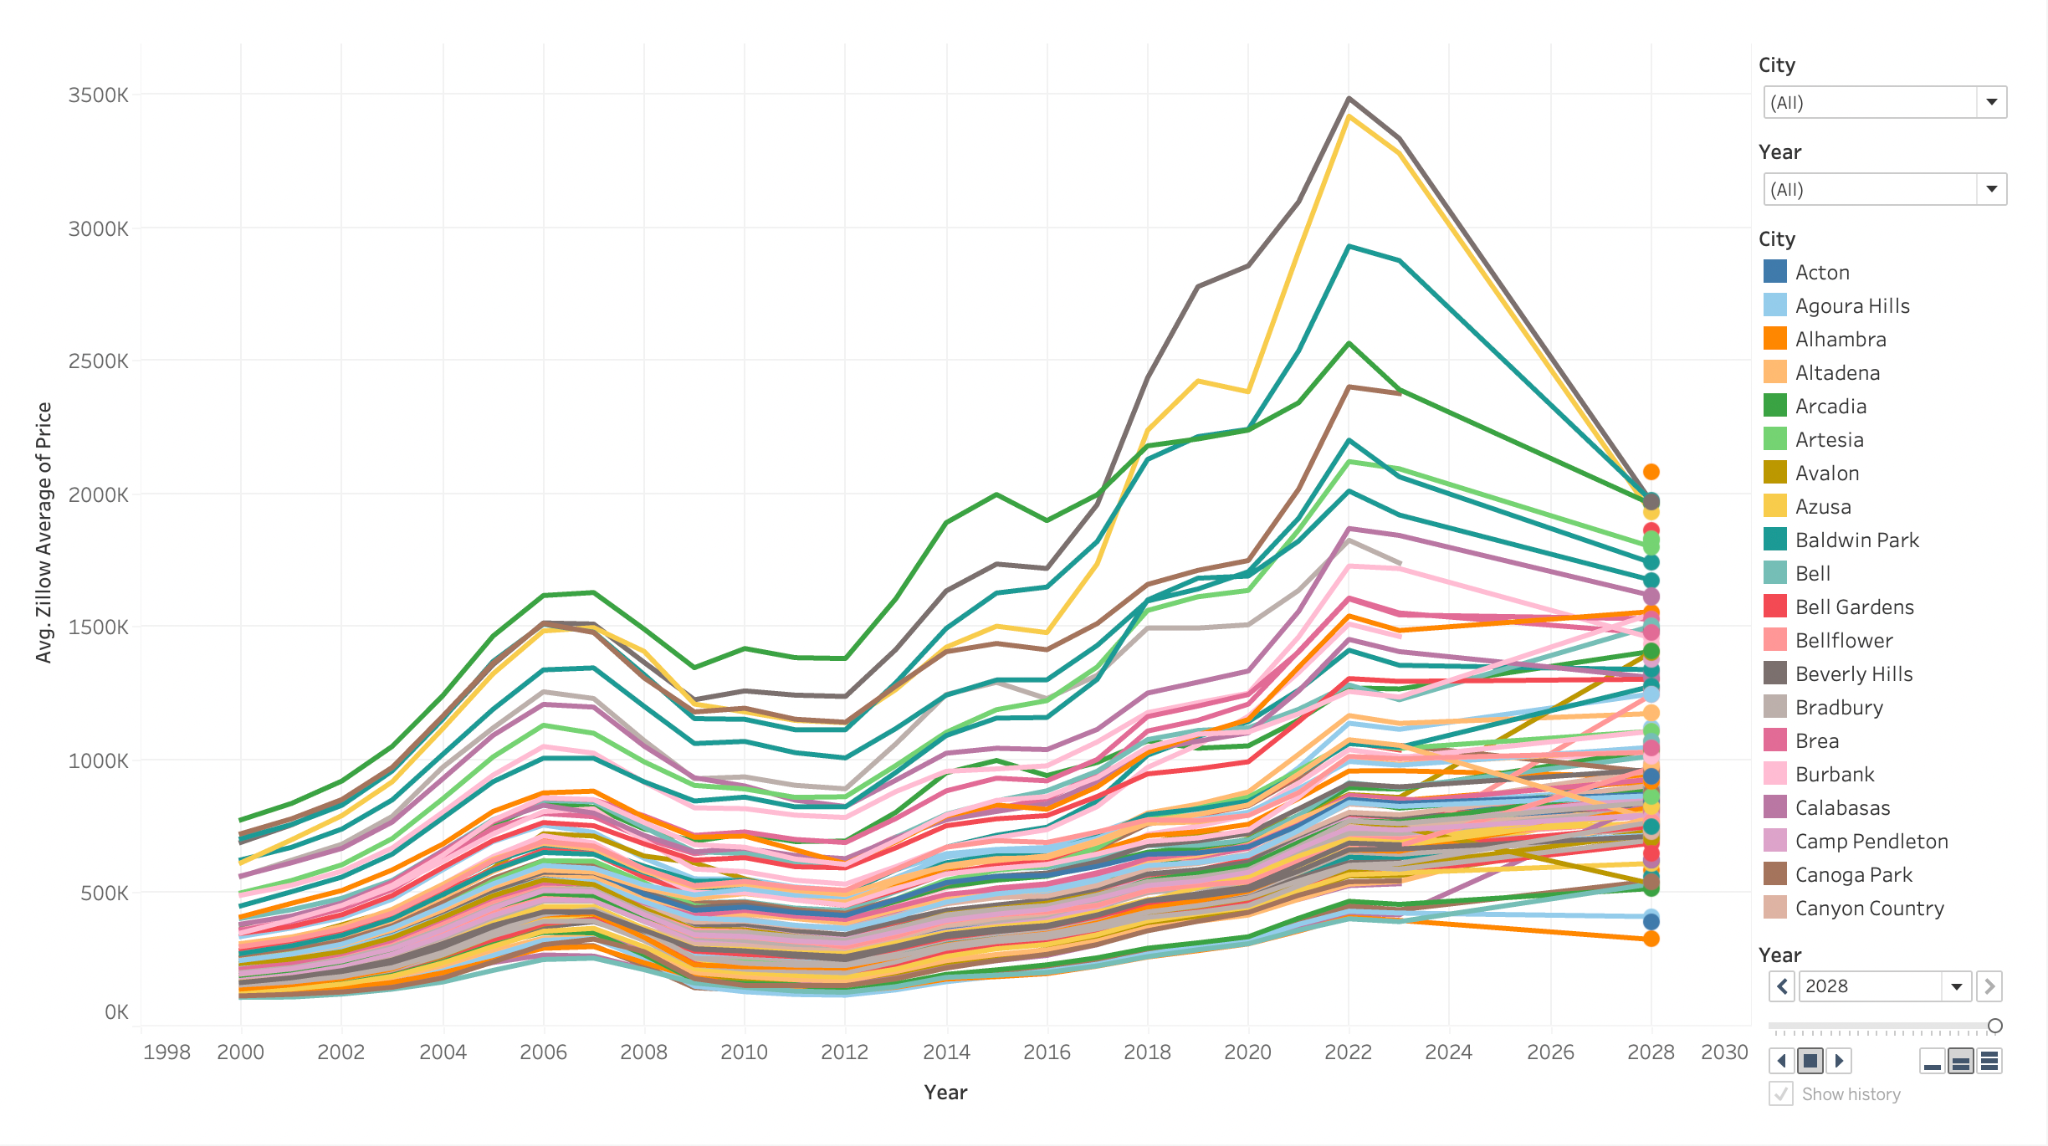 City
(All)
Year
(All)
City
Acton
Agoura Hills
Alhambra
Altadena
Arcadia
Artesia
Avalon
Azusa
Baldwin Park
Bell
Bell Gardens
Bellflower
Beverly Hills
Bradbury
Brea
Burbank
Calabasas
Camp Pendleton
Canoga Park
Canyon Country
Year
2028
Show history
Avg. Zillow Average of Price
3500K
3000K
2500K
2000K
1500K
1000K
500K
0K
1998 2000 2002 2004 2006 2008 2010 2012 2014 2016 2018 2020 2022 2024 2026 2028 2030
Year